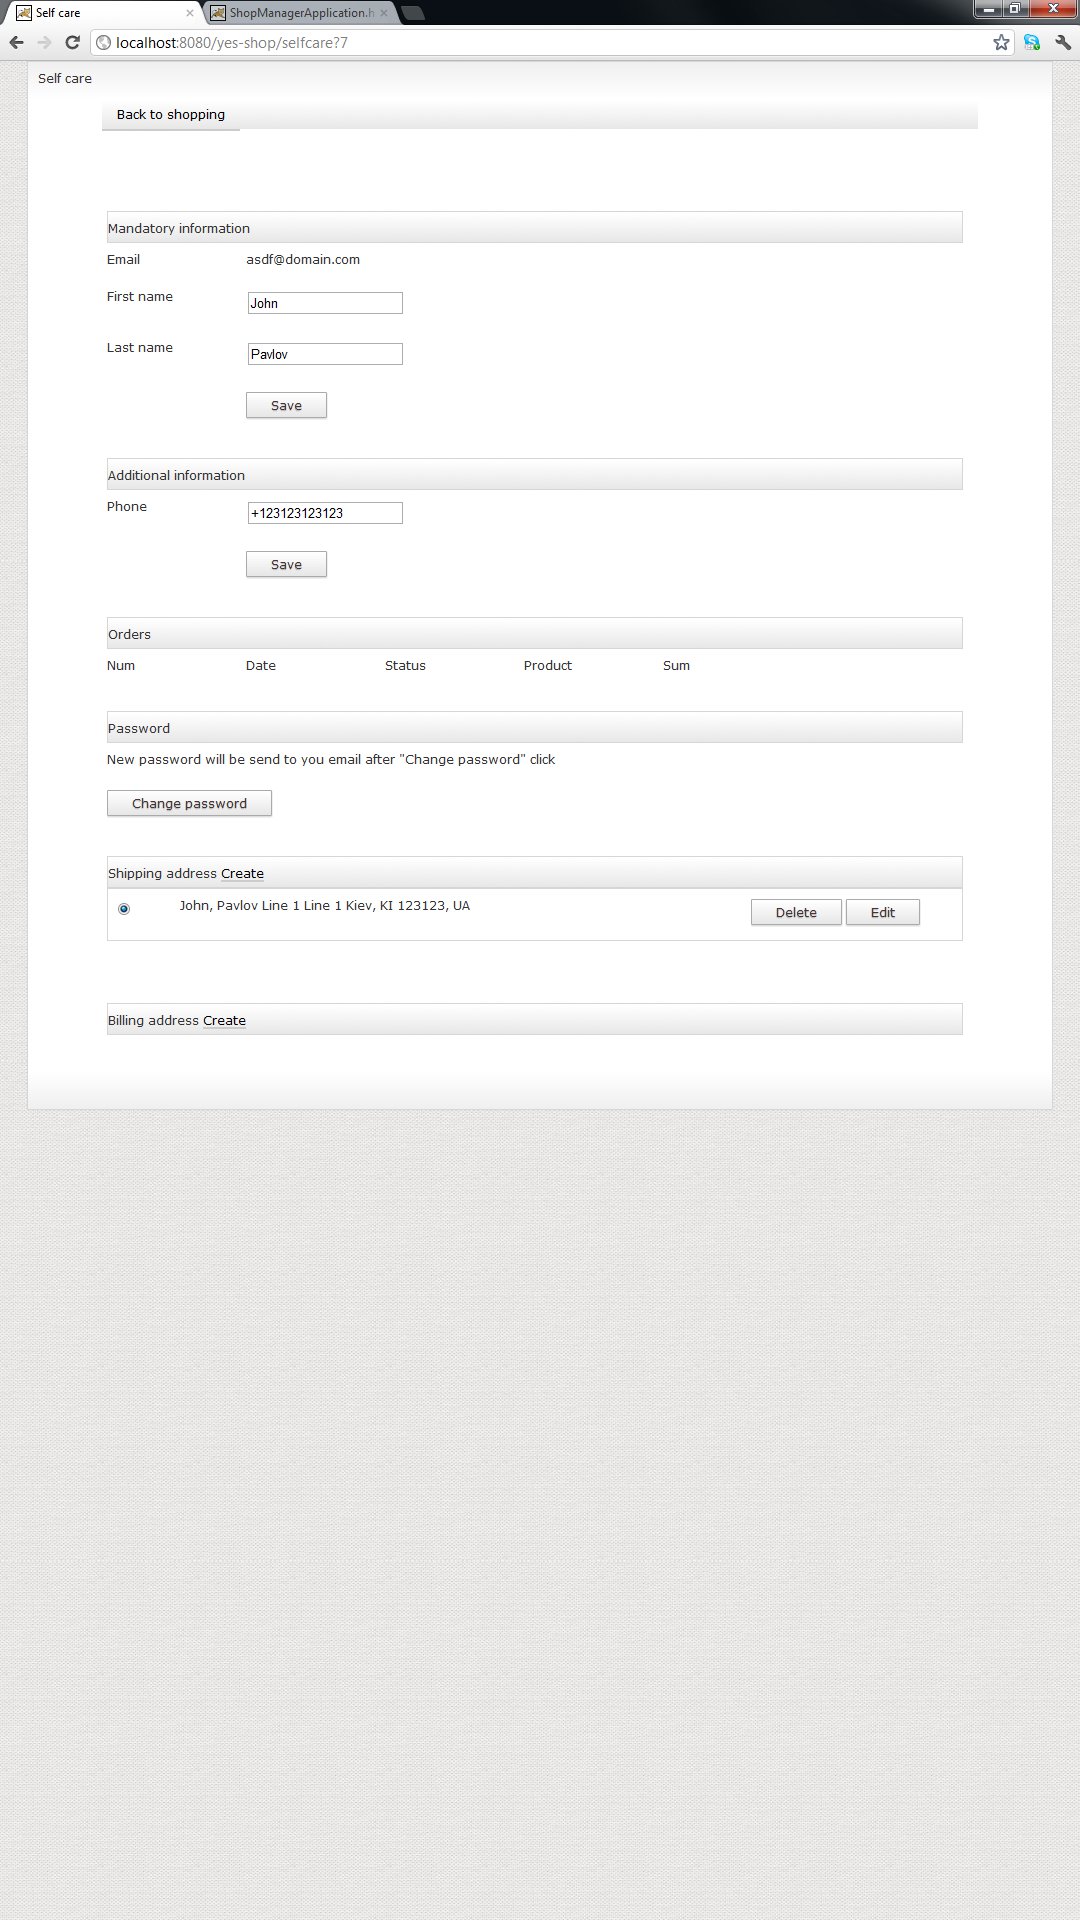 Self care
ShopManagerApplication.h
localhost:8080/yes-shop/selfcare?7
Self care
Back to shopping
Mandatory information
Email asdf@domain.com
First name John
Last name Pavlov
Save
Additional information
Phone +123123123123
Save
Orders
Num Date Status Product Sum
Password
New password will be send to you email after "Change password" click
Change password
Shipping address Create
John, Pavlov Line 1 Line 1 Kiev, KI 123123, UA Delete Edit
Billing address Create